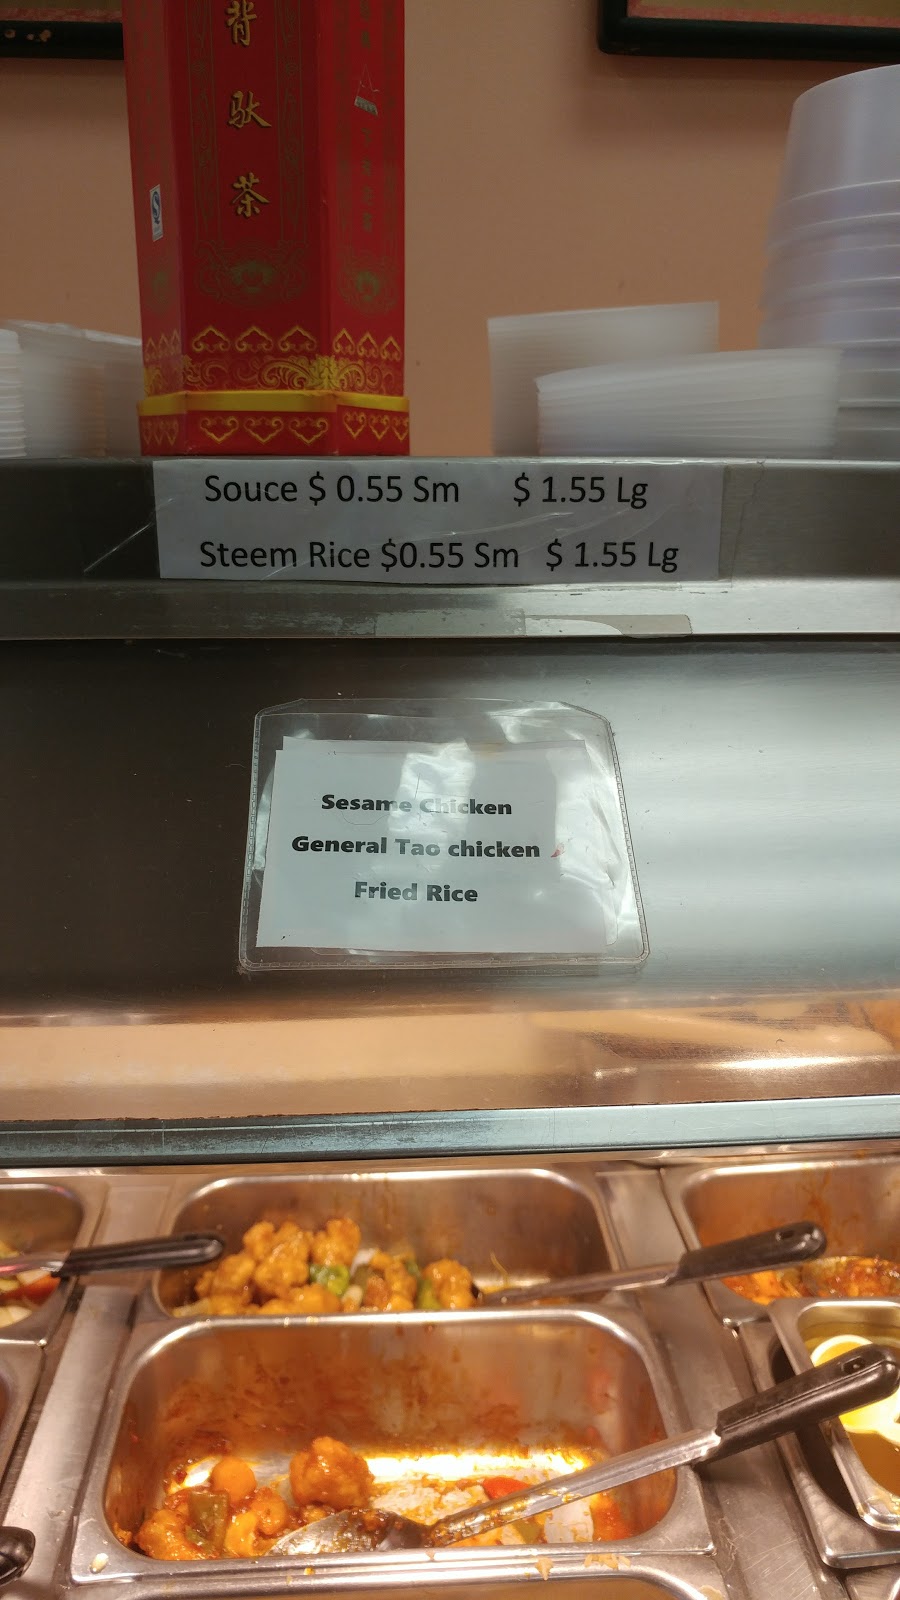 背
馱
茶
Souce $ 0.55 Sm $ 1.55 Lg
Steem Rice $0.55 Sm $ 1.55 Lg
Sesame Chicken
General Tao chicken
Fried Rice